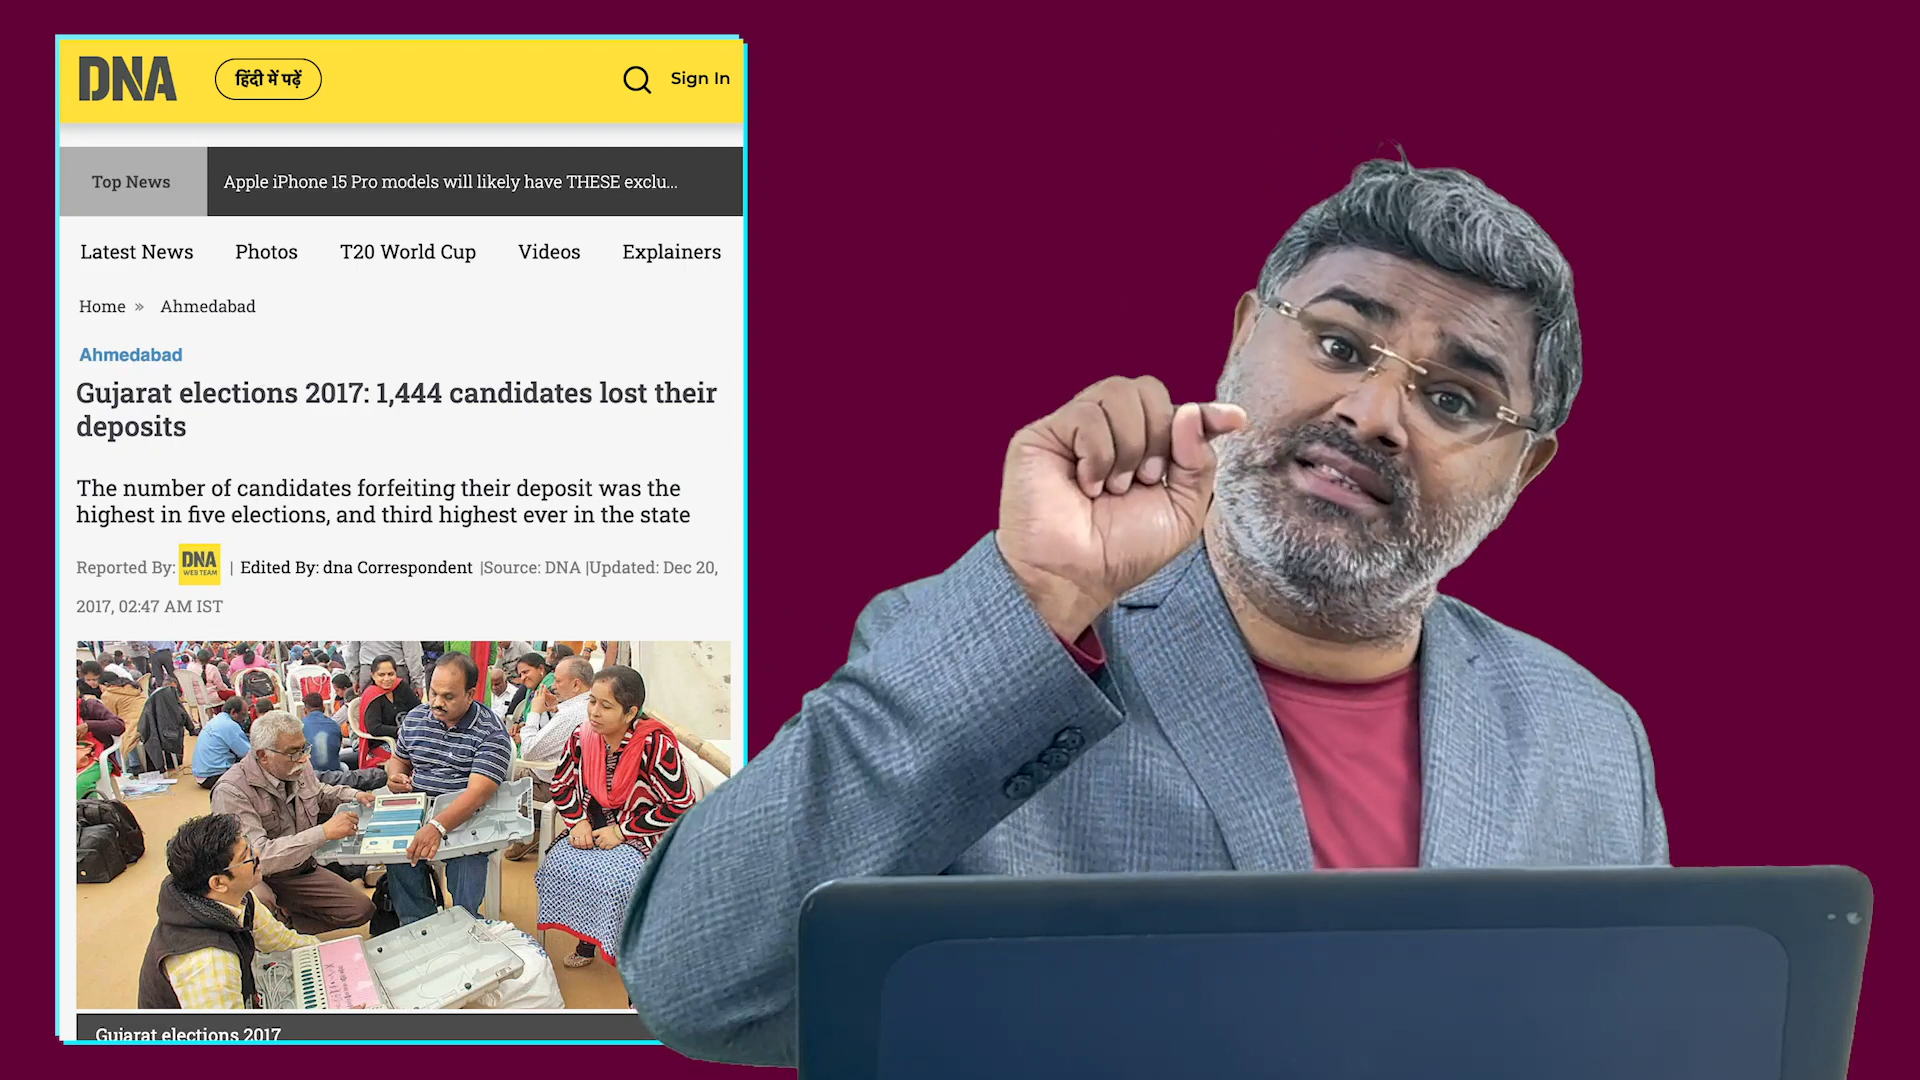 DNA
हिंदी में पढ़ें
Sign In
Top News
Apple iPhone 15 Pro models will likely have THESE exclu...
Latest News Photos T20 World Cup Videos Explainers
Home » Ahmedabad
Ahmedabad
Gujarat elections 2017: 1,444 candidates lost their
deposits
The number of candidates forfeiting their deposit was the
highest in five elections, and third highest ever in the state
Reported By: DNA WEB TEAM | Edited By: dna Correspondent |Source: DNA |Updated: Dec 20,
2017, 02:47 AM IST
Gujarat elections 2017